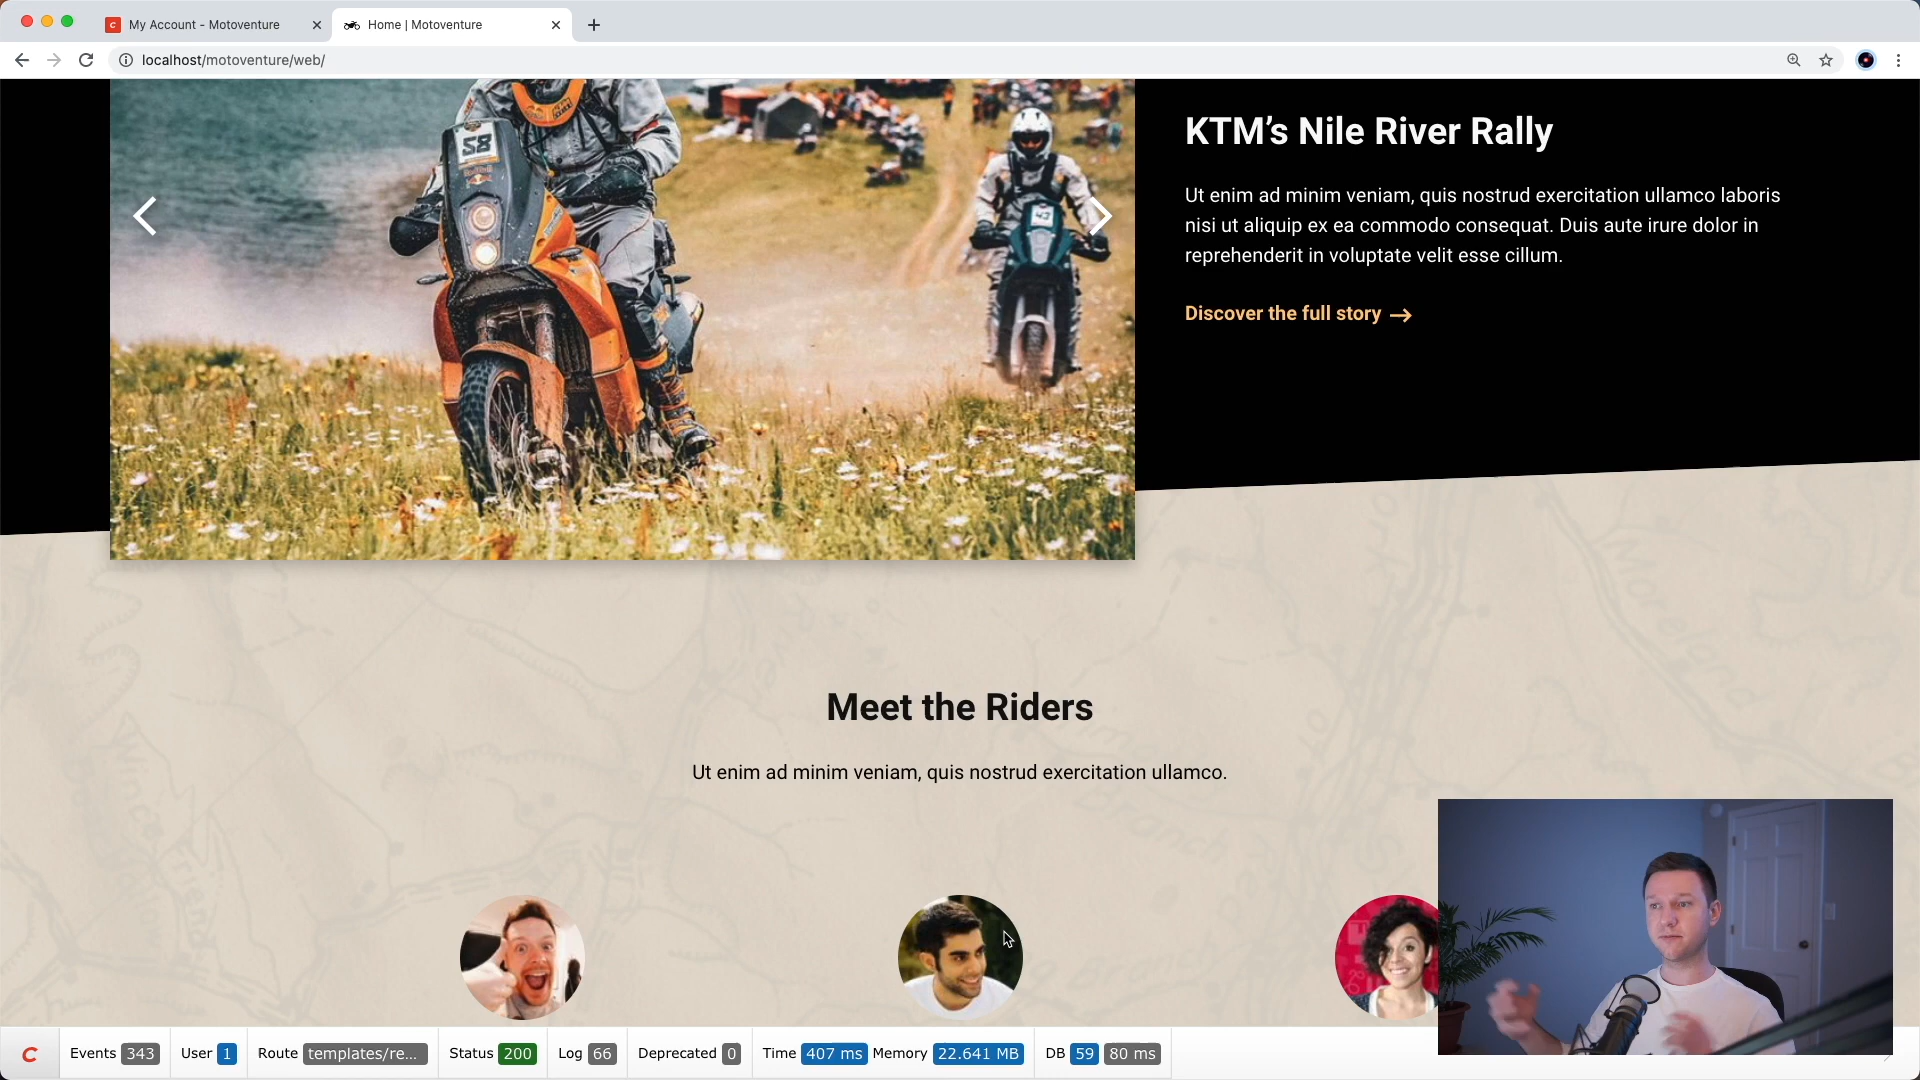 My Account - Motoventure
Home | Motoventure
localhost/motoventure/web/
58
43
KTM’s Nile River Rally
Ut enim ad minim veniam, quis nostrud exercitation ullamco laboris
nisi ut aliquip ex ea commodo consequat. Duis aute irure dolor in
reprehenderit in voluptate velit esse cillum.
Discover the full story →
Meet the Riders
Ut enim ad minim veniam, quis nostrud exercitation ullamco.
Events 343 User 1 Route templates/re... Status 200 Log 66 Deprecated 0 Time 407 ms Memory 22.641 MB DB 59 80 ms